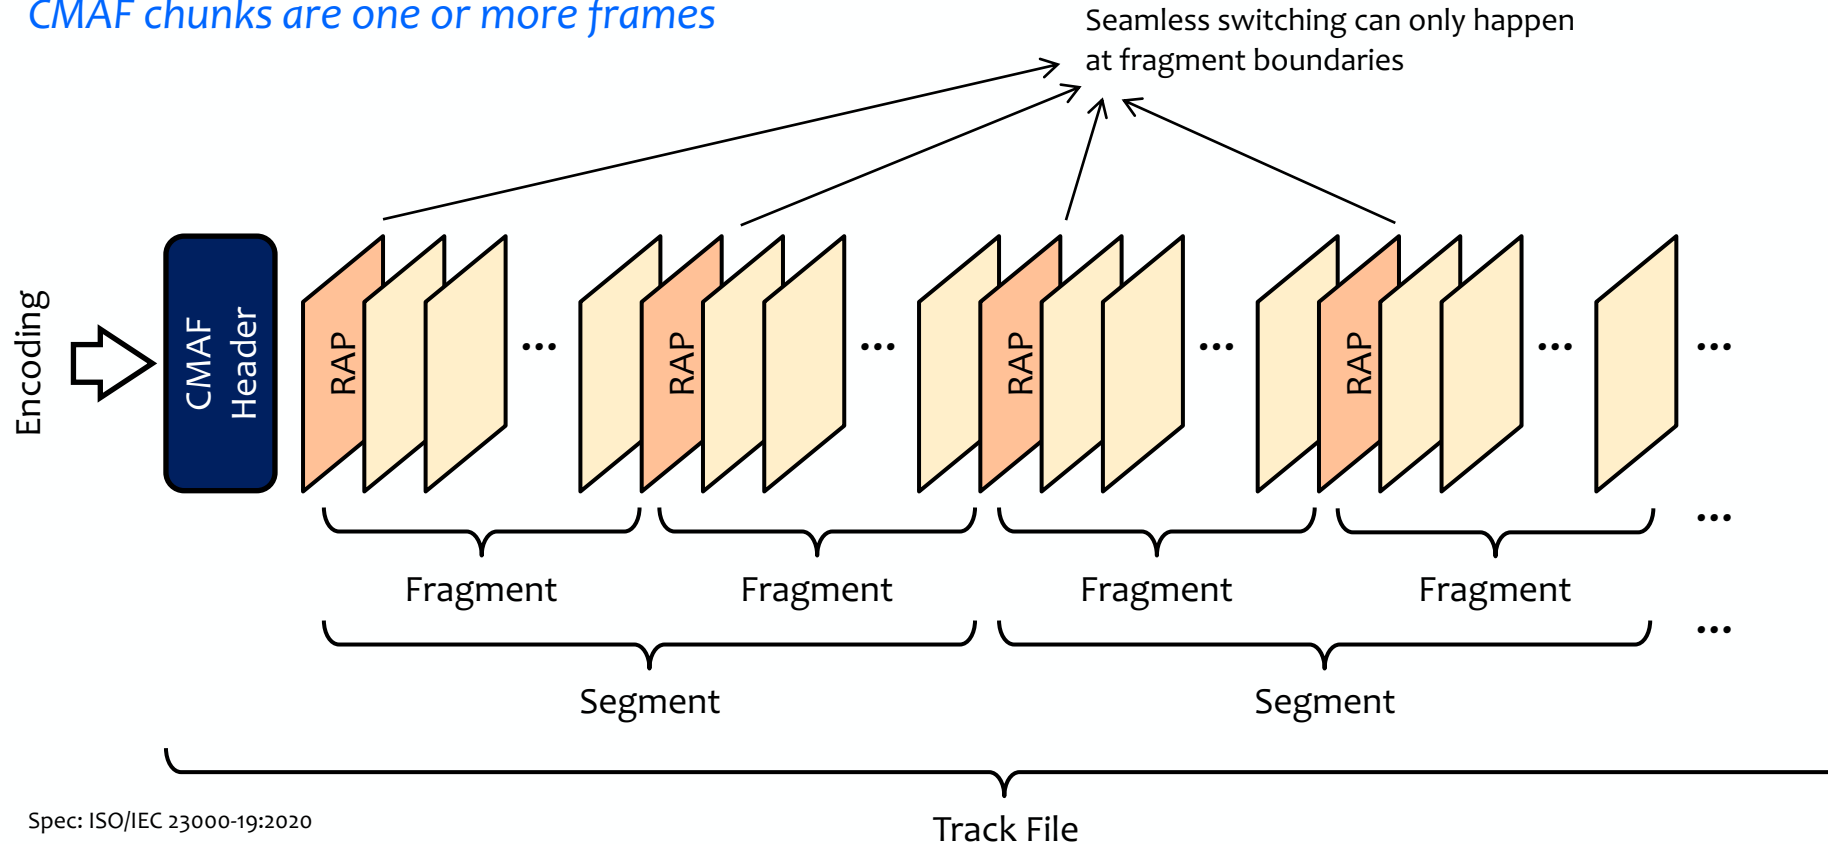 CMAF chunks are one or more frames
Seamless switching can only happen
at fragment boundaries
Encoding
CMAF
Header
RAP
...
RAP
...
RAP
...
RAP
...
...
...
Fragment
Fragment
Fragment
Fragment
...
Segment
Segment
Spec: ISO/IEC 23000-19:2020
Track File